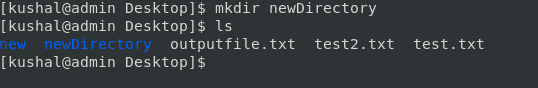 [kushal@admin Desktop]$ mkdir newDirectory
[kushal@admin Desktop]$ ls
new  newDirectory  outputfile.txt  test2.txt  test.txt
[kushal@admin Desktop]$